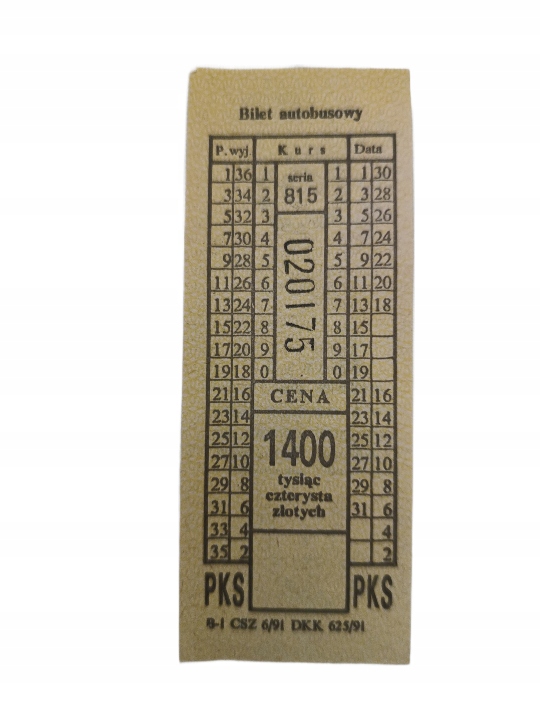 Bilet autobusowy
P. wyj. Kurs Data
1 36 1 seria 1 1 30
3 34 2 815 2 3 28
5 32 3 3 5 26
7 30 4 020175 4 7 24
9 28 5 5 9 22
11 26 6 6 11 20
13 24 7 7 13 18
15 22 8 8 15
17 20 9 9 17
19 18 0 0 19
21 16 CENA 21 16
23 14 23 14
25 12 1400 25 12
27 10 tysiąc 27 10
29 8 czterysta 29 8
31 6 złotych 31 6
33 4 4
35 2 2
PKS PKS
B-1 CSZ 6/91 DKK 625/91